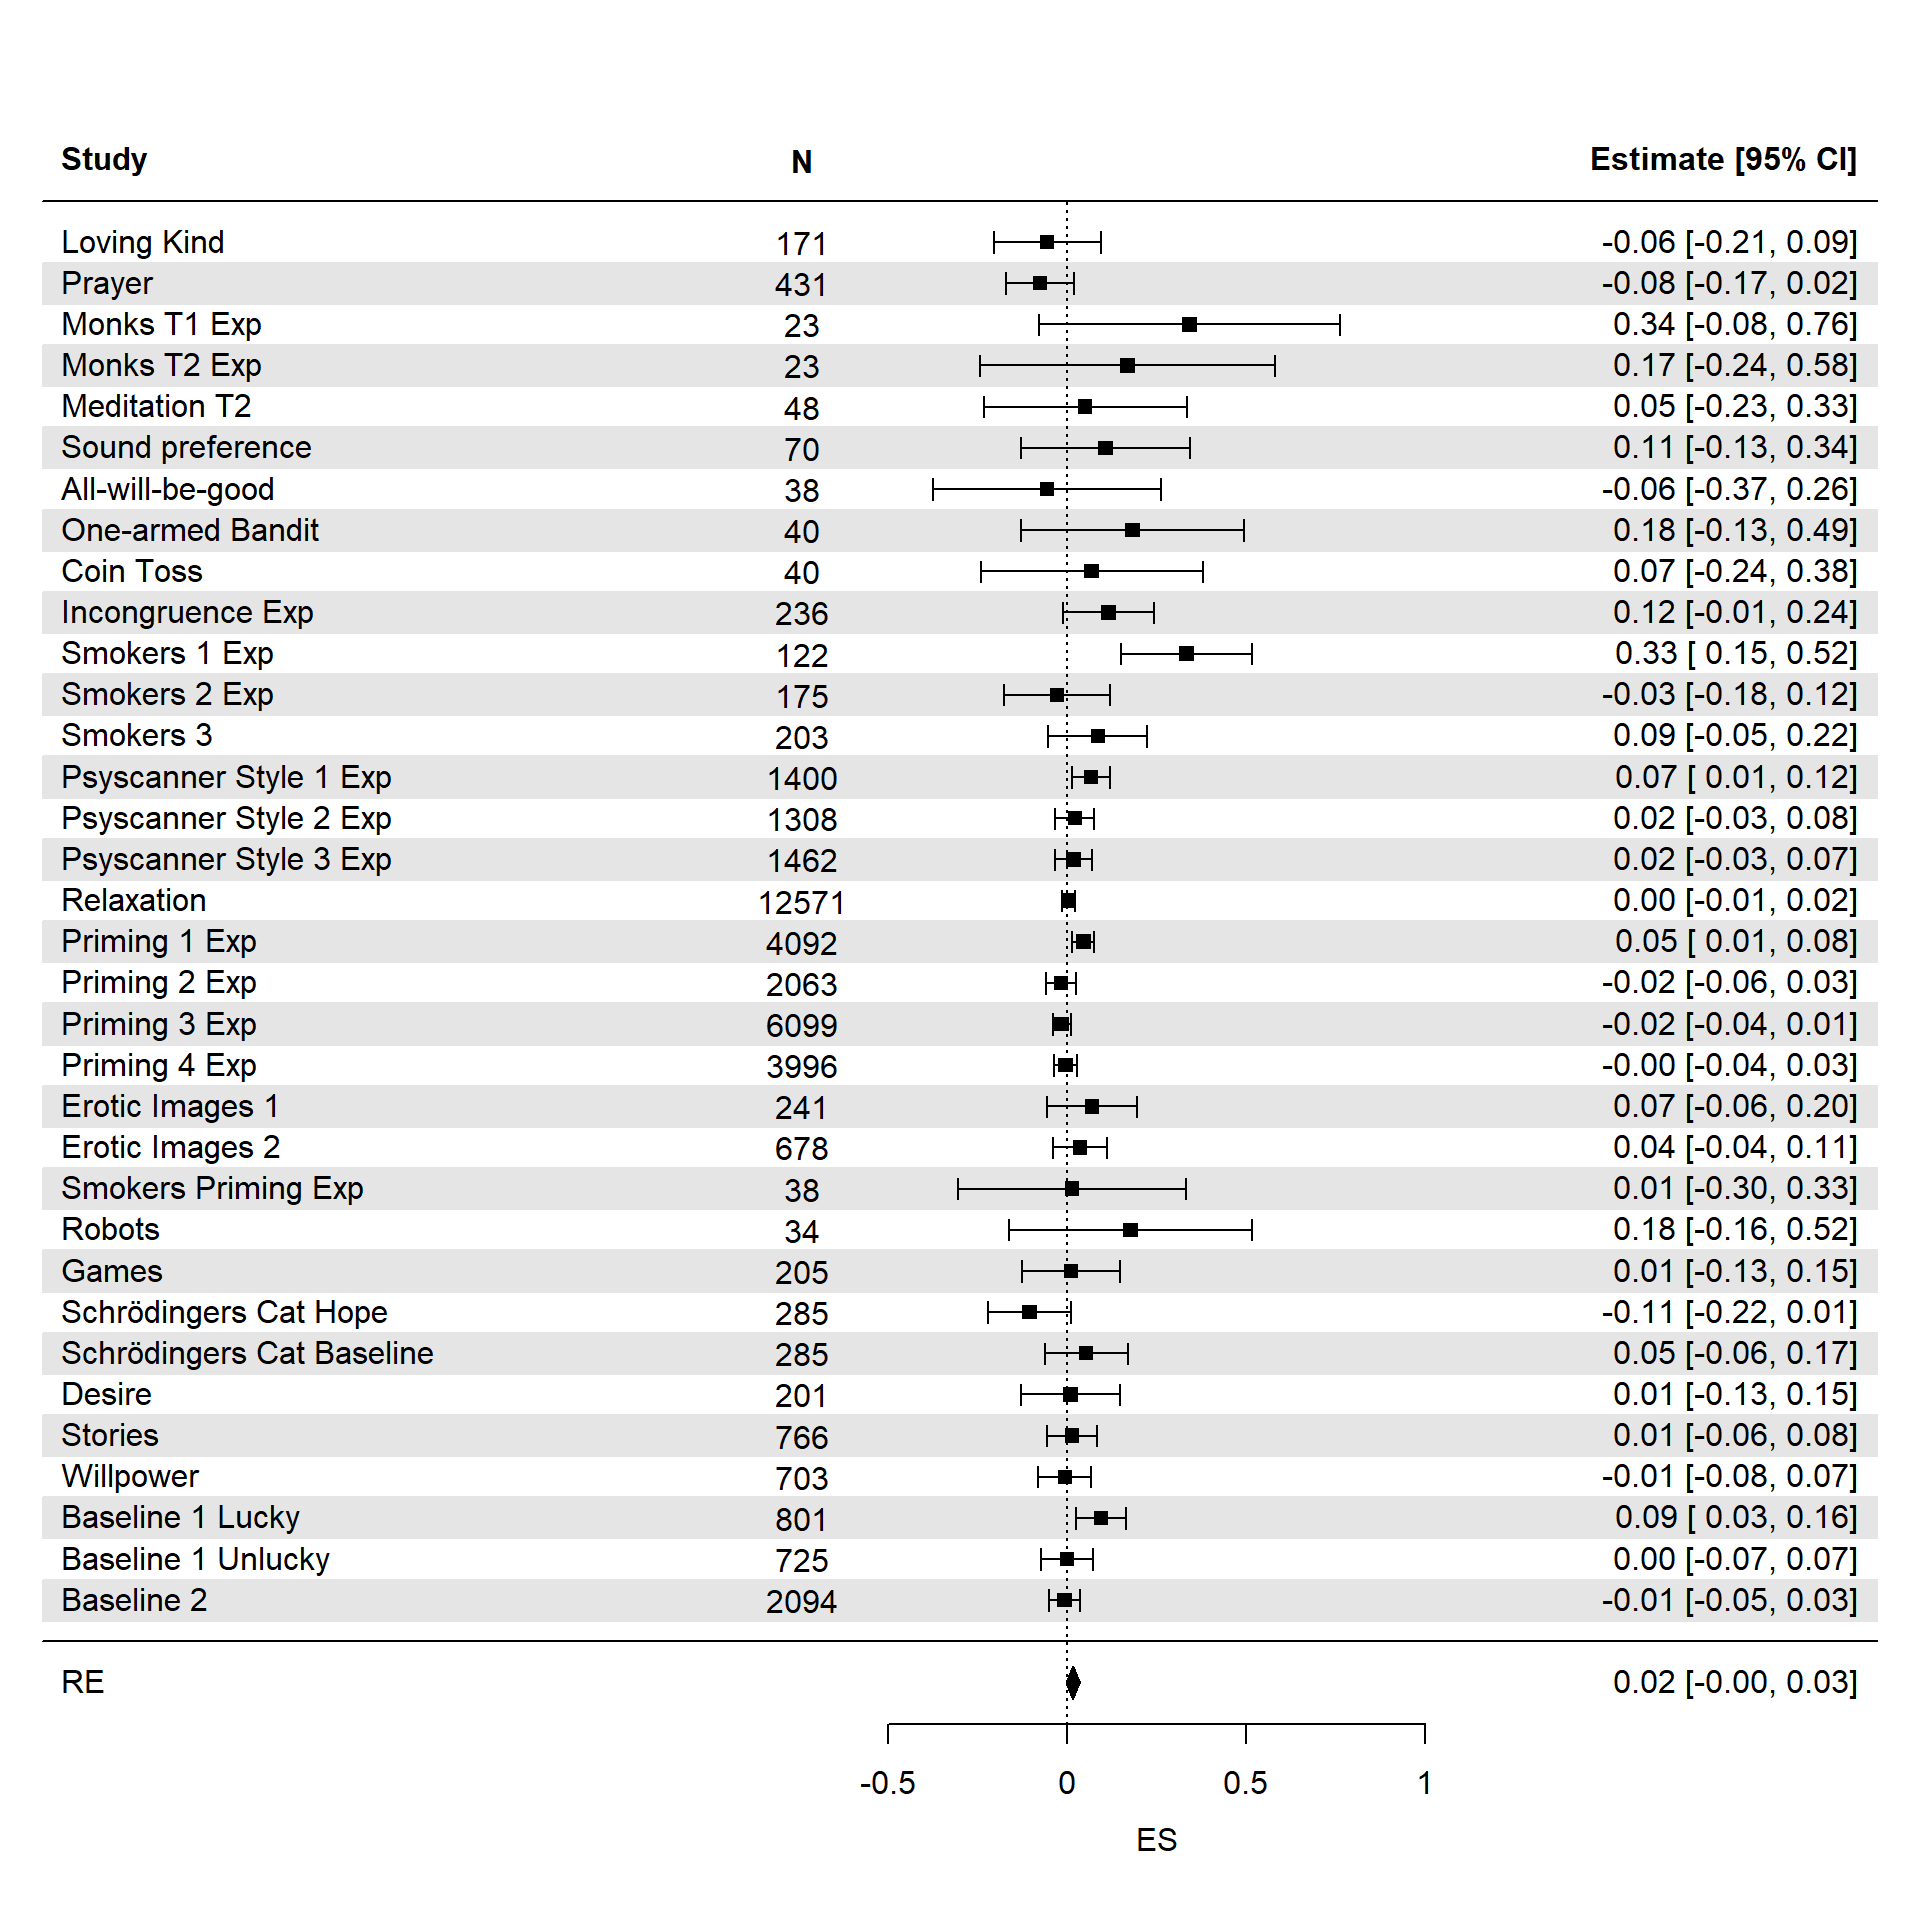 Study N Estimate [95% CI]
Loving Kind 171 -0.06 [-0.21, 0.09]
Prayer 431 -0.08 [-0.17, 0.02]
Monks T1 Exp 23 0.34 [-0.08, 0.76]
Monks T2 Exp 23 0.17 [-0.24, 0.58]
Meditation T2 48 0.05 [-0.23, 0.33]
Sound preference 70 0.11 [-0.13, 0.34]
All-will-be-good 38 -0.06 [-0.37, 0.26]
One-armed Bandit 40 0.18 [-0.13, 0.49]
Coin Toss 40 0.07 [-0.24, 0.38]
Incongruence Exp 236 0.12 [-0.01, 0.24]
Smokers 1 Exp 122 0.33 [ 0.15, 0.52]
Smokers 2 Exp 175 -0.03 [-0.18, 0.12]
Smokers 3 203 0.09 [-0.05, 0.22]
Psyscanner Style 1 Exp 1400 0.07 [ 0.01, 0.12]
Psyscanner Style 2 Exp 1308 0.02 [-0.03, 0.08]
Psyscanner Style 3 Exp 1462 0.02 [-0.03, 0.07]
Relaxation 12571 0.00 [-0.01, 0.02]
Priming 1 Exp 4092 0.05 [ 0.01, 0.08]
Priming 2 Exp 2063 -0.02 [-0.06, 0.03]
Priming 3 Exp 6099 -0.02 [-0.04, 0.01]
Priming 4 Exp 3996 -0.00 [-0.04, 0.03]
Erotic Images 1 241 0.07 [-0.06, 0.20]
Erotic Images 2 678 0.04 [-0.04, 0.11]
Smokers Priming Exp 38 0.01 [-0.30, 0.33]
Robots 34 0.18 [-0.16, 0.52]
Games 205 0.01 [-0.13, 0.15]
Schrödingers Cat Hope 285 -0.11 [-0.22, 0.01]
Schrödingers Cat Baseline 285 0.05 [-0.06, 0.17]
Desire 201 0.01 [-0.13, 0.15]
Stories 766 0.01 [-0.06, 0.08]
Willpower 703 -0.01 [-0.08, 0.07]
Baseline 1 Lucky 801 0.09 [ 0.03, 0.16]
Baseline 1 Unlucky 725 0.00 [-0.07, 0.07]
Baseline 2 2094 -0.01 [-0.05, 0.03]
RE 0.02 [-0.00, 0.03]
-0.5 0 0.5 1
ES